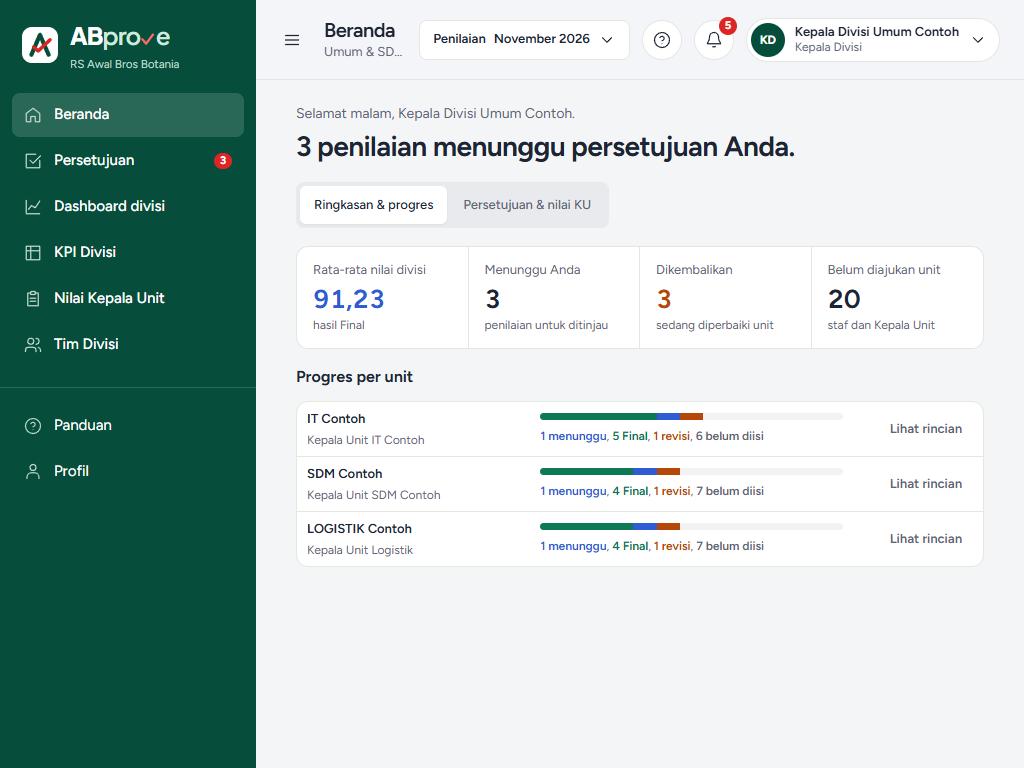 ABprove
RS Awal Bros Botania
Beranda
Persetujuan 3
Dashboard divisi
KPI Divisi
Nilai Kepala Unit
Tim Divisi
Panduan
Profil
Beranda
Umum & SD...
Penilaian November 2026
5
KD
Kepala Divisi Umum Contoh
Kepala Divisi
Selamat malam, Kepala Divisi Umum Contoh.
3 penilaian menunggu persetujuan Anda.
Ringkasan & progres
Persetujuan & nilai KU
Rata-rata nilai divisi
91,23
hasil Final
Menunggu Anda
3
penilaian untuk ditinjau
Dikembalikan
3
sedang diperbaiki unit
Belum diajukan unit
20
staf dan Kepala Unit
Progres per unit
IT Contoh
Kepala Unit IT Contoh
1 menunggu, 5 Final, 1 revisi, 6 belum diisi
Lihat rincian
SDM Contoh
Kepala Unit SDM Contoh
1 menunggu, 4 Final, 1 revisi, 7 belum diisi
Lihat rincian
LOGISTIK Contoh
Kepala Unit Logistik
1 menunggu, 4 Final, 1 revisi, 7 belum diisi
Lihat rincian